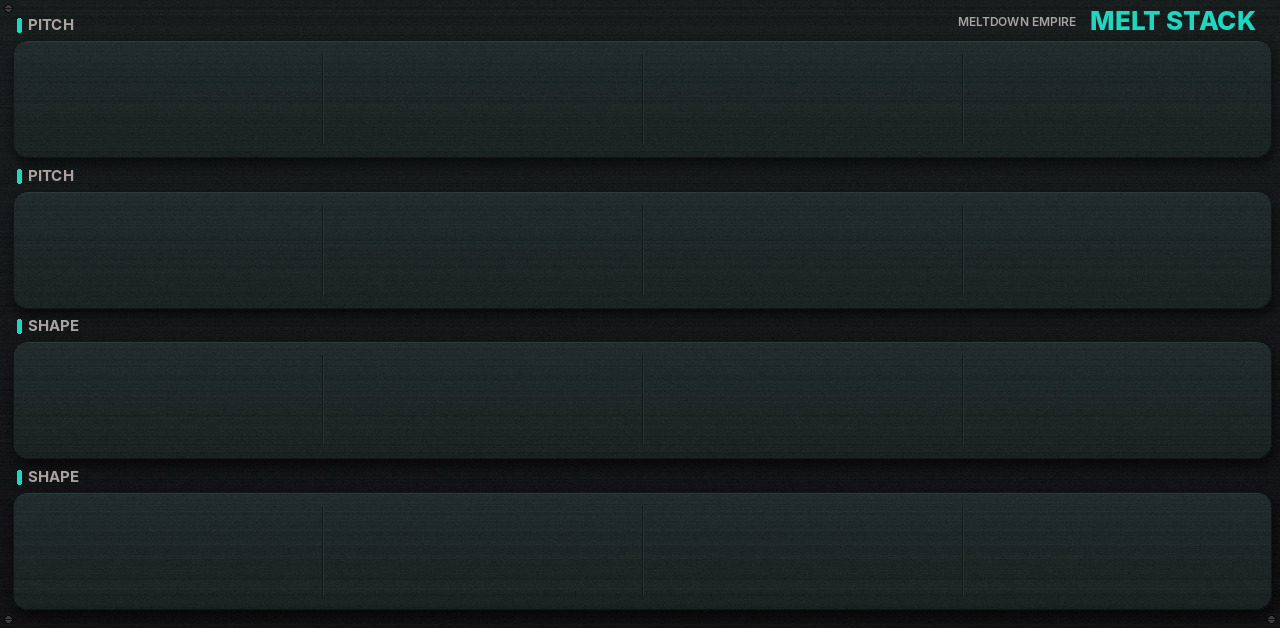 PITCH
MELTDOWN EMPIRE MELT STACK
PITCH
SHAPE
SHAPE